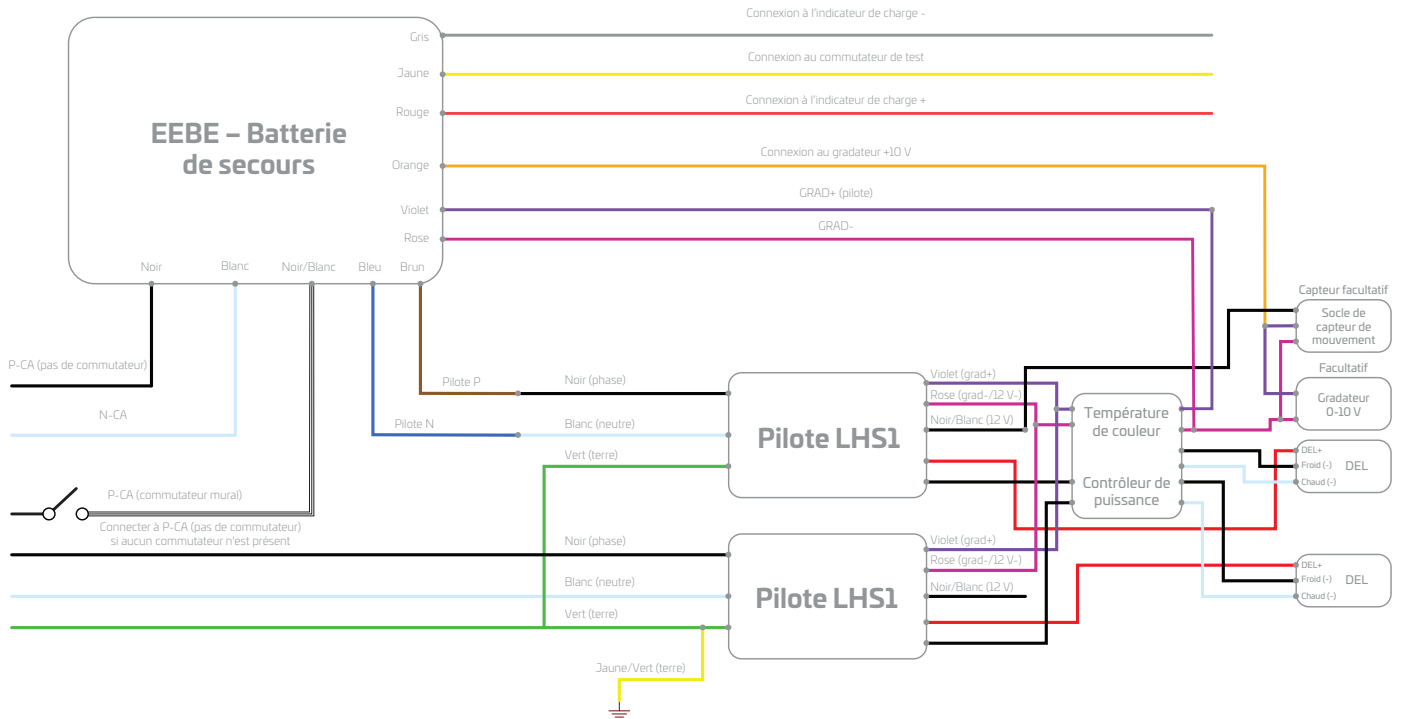 Connexion à l'indicateur de charge -
Gris
Connexion au commutateur de test
Jaune
Connexion à l'indicateur de charge +
Rouge
EEBE – Batterie
de secours
Connexion au gradateur +10 V
Orange
GRAD+ (pilote)
Violet
GRAD-
Rose
Noir
Blanc
Noir/Blanc
Bleu
Brun
Capteur facultatif
Socle de
capteur de
mouvement
P-CA (pas de commutateur)
Facultatif
Gradateur
0-10 V
Pilote P
Noir (phase)
Violet (grad+)
Rose (grad-/12 V-)
Noir/Blanc (12 V)
N-CA
Pilote N
Blanc (neutre)
Vert (terre)
Pilote LHS1
Température
de couleur
Contrôleur de
puissance
DEL+
Froid (-)
Chaud (-)
DEL
P-CA (commutateur mural)
Connecter à P-CA (pas de commutateur)
si aucun commutateur n'est présent
Noir (phase)
Violet (grad+)
Rose (grad-/12 V-)
Noir/Blanc (12 V)
Blanc (neutre)
Vert (terre)
Pilote LHS1
DEL+
Froid (-)
Chaud (-)
DEL
Jaune/Vert (terre)